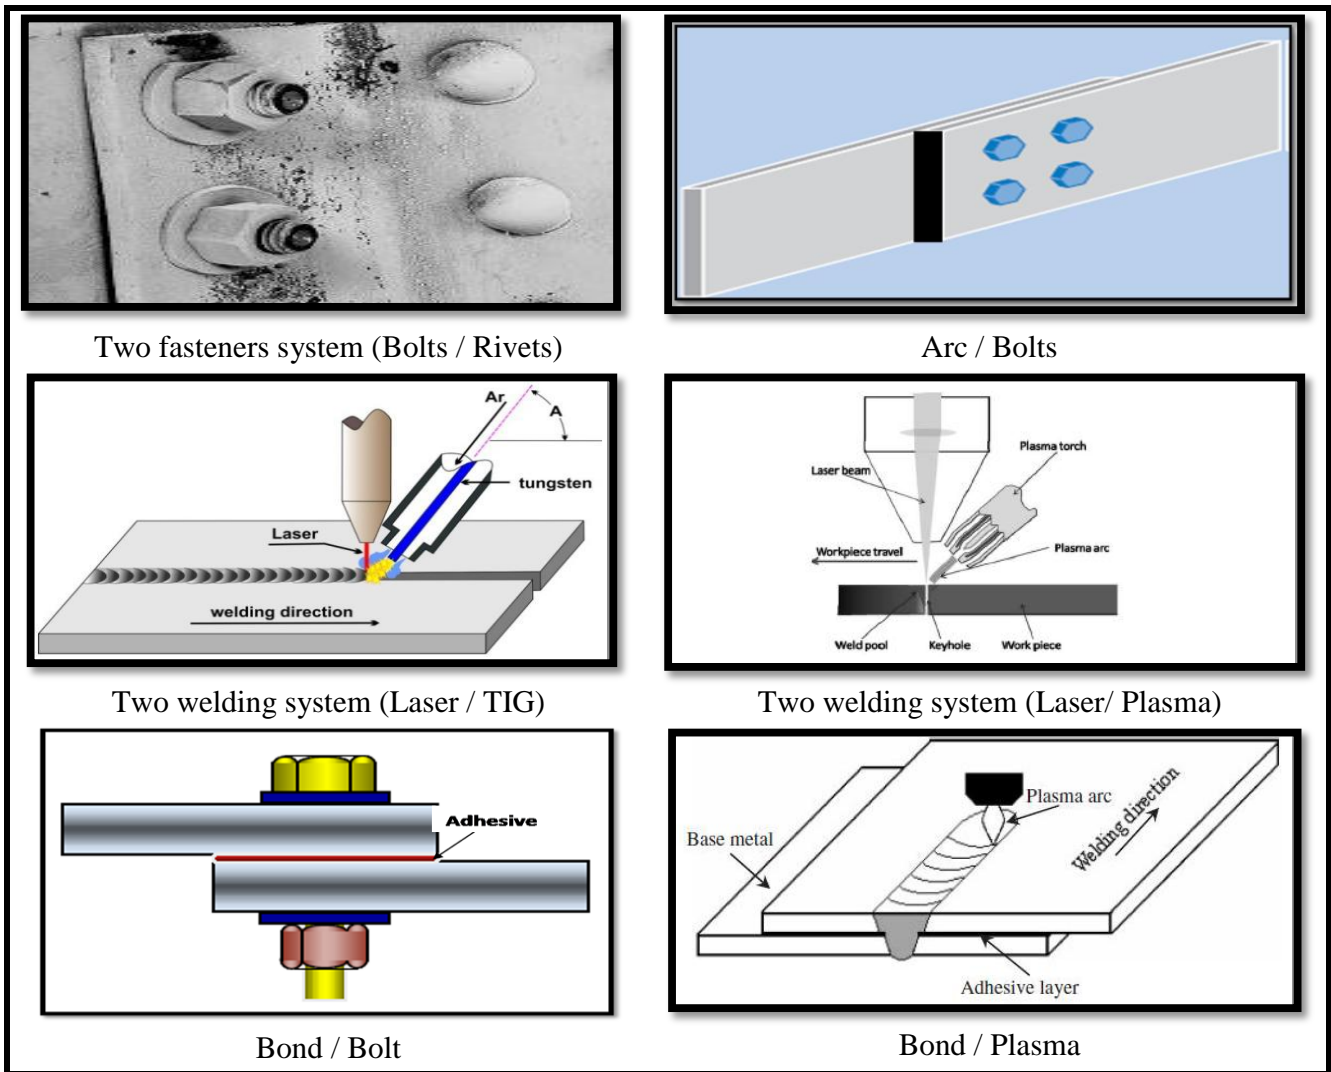 Two fasteners system (Bolts / Rivets)
Arc / Bolts
Ar
A
tungsten
Laser
welding direction
Two welding system (Laser / TIG)
Plasma torch
Laser beam
Workpiece travel
Plasma arc
Weld pool
Keyhole
Work piece
Two welding system (Laser/ Plasma)
Adhesive
Bond / Bolt
Plasma arc
Welding direction
Base metal
Adhesive layer
Bond / Plasma